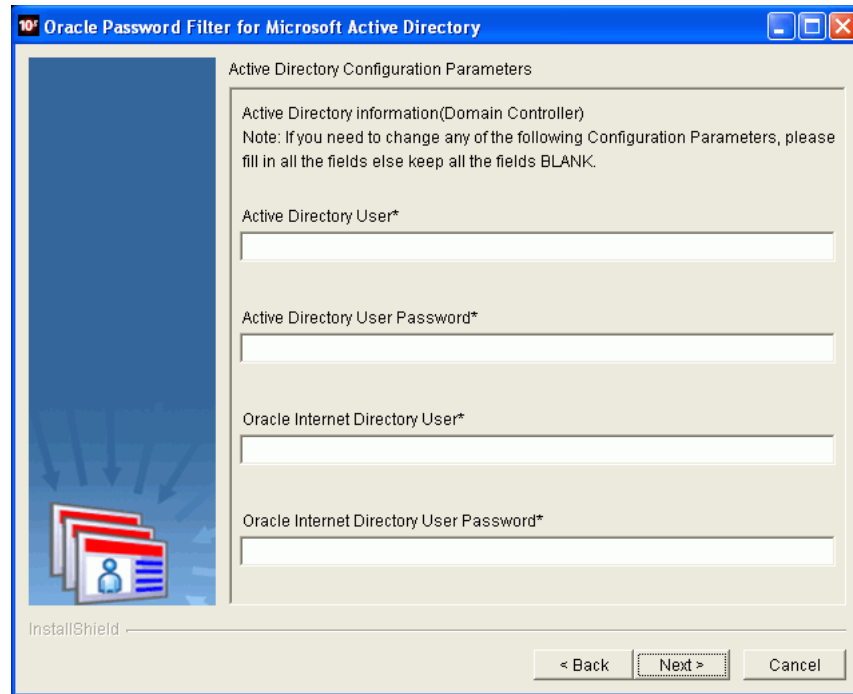 10g Oracle Password Filter for Microsoft Active Directory
Active Directory Configuration Parameters
Active Directory information(Domain Controller)
Note: If you need to change any of the following Configuration Parameters, please
fill in all the fields else keep all the fields BLANK.
Active Directory User*
Active Directory User Password*
Oracle Internet Directory User*
Oracle Internet Directory User Password*
InstallShield
< Back
Next >
Cancel